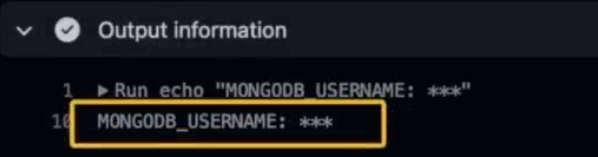 Output information
1 ▶ Run echo "MONGODB_USERNAME: ***"
10 MONGODB_USERNAME: ***